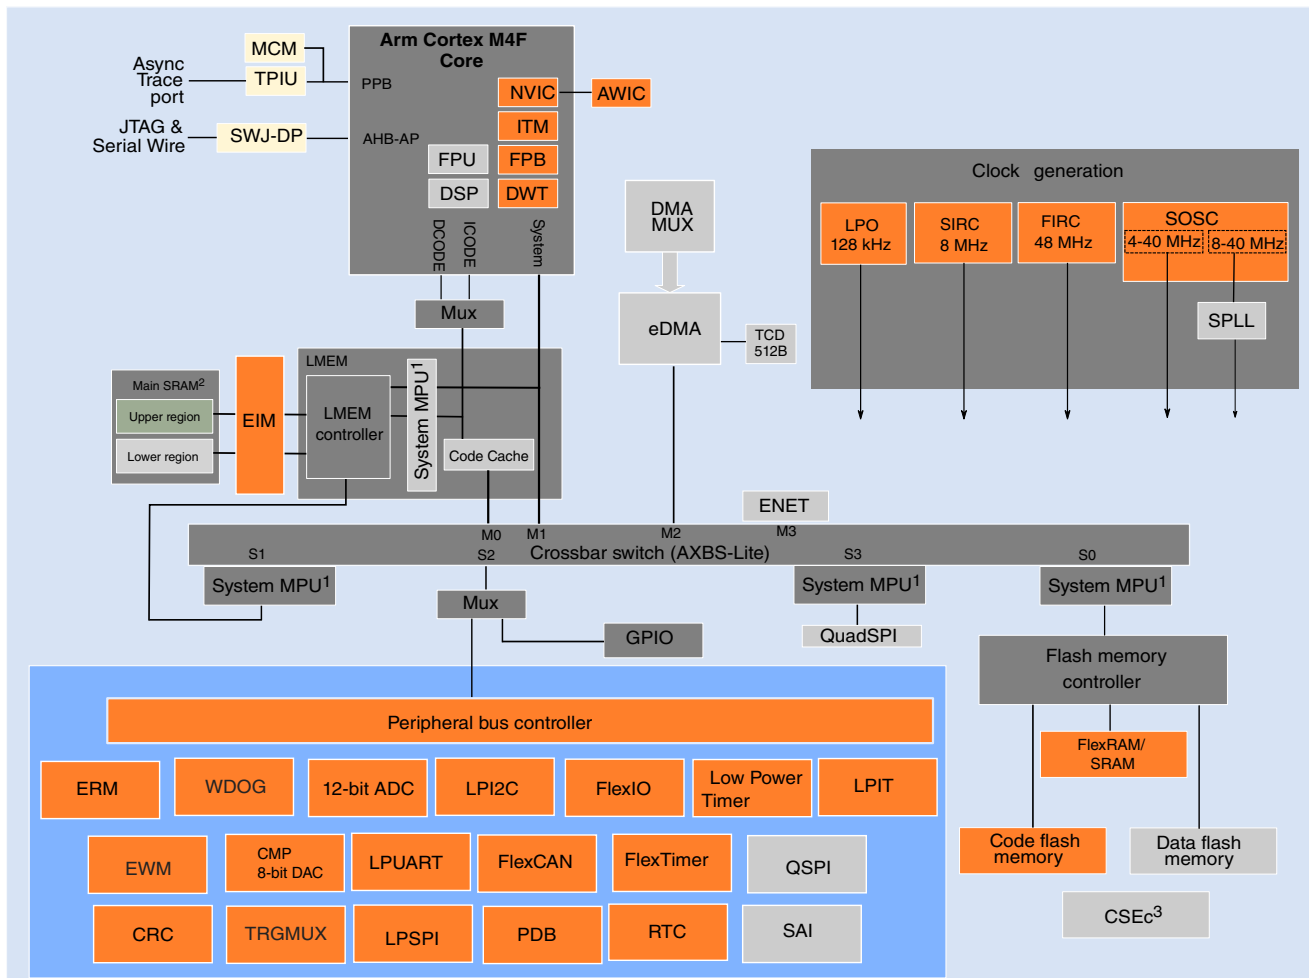 Arm Cortex M4F
Core
MCM
Async
Trace
port
TPIU
PPB
NVIC
AWIC
ITM
JTAG &
Serial Wire
SWJ-DP
AHB-AP
FPU
FPB
DSP
DWT
DCODE
ICODE
System
Mux
DMA
MUX
eDMA
TCD
512B
Clock generation
LPO
128 kHz
SIRC
8 MHz
FIRC
48 MHz
SOSC
4-40 MHz
8-40 MHz
SPLL
Main SRAM2
Upper region
Lower region
EIM
LMEM
LMEM
controller
System MPU1
Code Cache
ENET
M0
M1
M2
M3
Crossbar switch (AXBS-Lite)
S1
S2
S3
S0
System MPU1
System MPU1
System MPU1
Mux
GPIO
QuadSPI
Flash memory
controller
Peripheral bus controller
FlexRAM/
SRAM
ERM
WDOG
12-bit ADC
LPI2C
FlexIO
Low Power
Timer
LPIT
EWM
CMP
8-bit DAC
LPUART
FlexCAN
FlexTimer
QSPI
Code flash
memory
Data flash
memory
CRC
TRGMUX
LPSPI
PDB
RTC
SAI
CSEc3